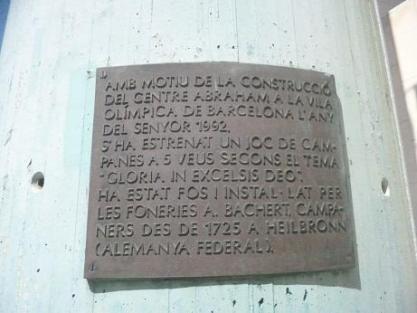 AMB MOTIU DE LA CONSTRUCCIÓ
DEL CENTRE ABRAHAM, A LA VILA
OLÍMPICA DE BARCELONA L'ANY
DEL SENYOR 1992,
S'HA ESTRENAT UN JOC DE CAM-
PANES A 5 VEUS SEGONS EL TEMA
"GLORIA IN EXCELSIS DEO".
HA ESTAT FOS I INSTAL·LAT PER
LES FONERIES A. BACHERT, CAMPA-
NERS DES DE 1725 A HEILBRONN
(ALEMANYA FEDERAL).